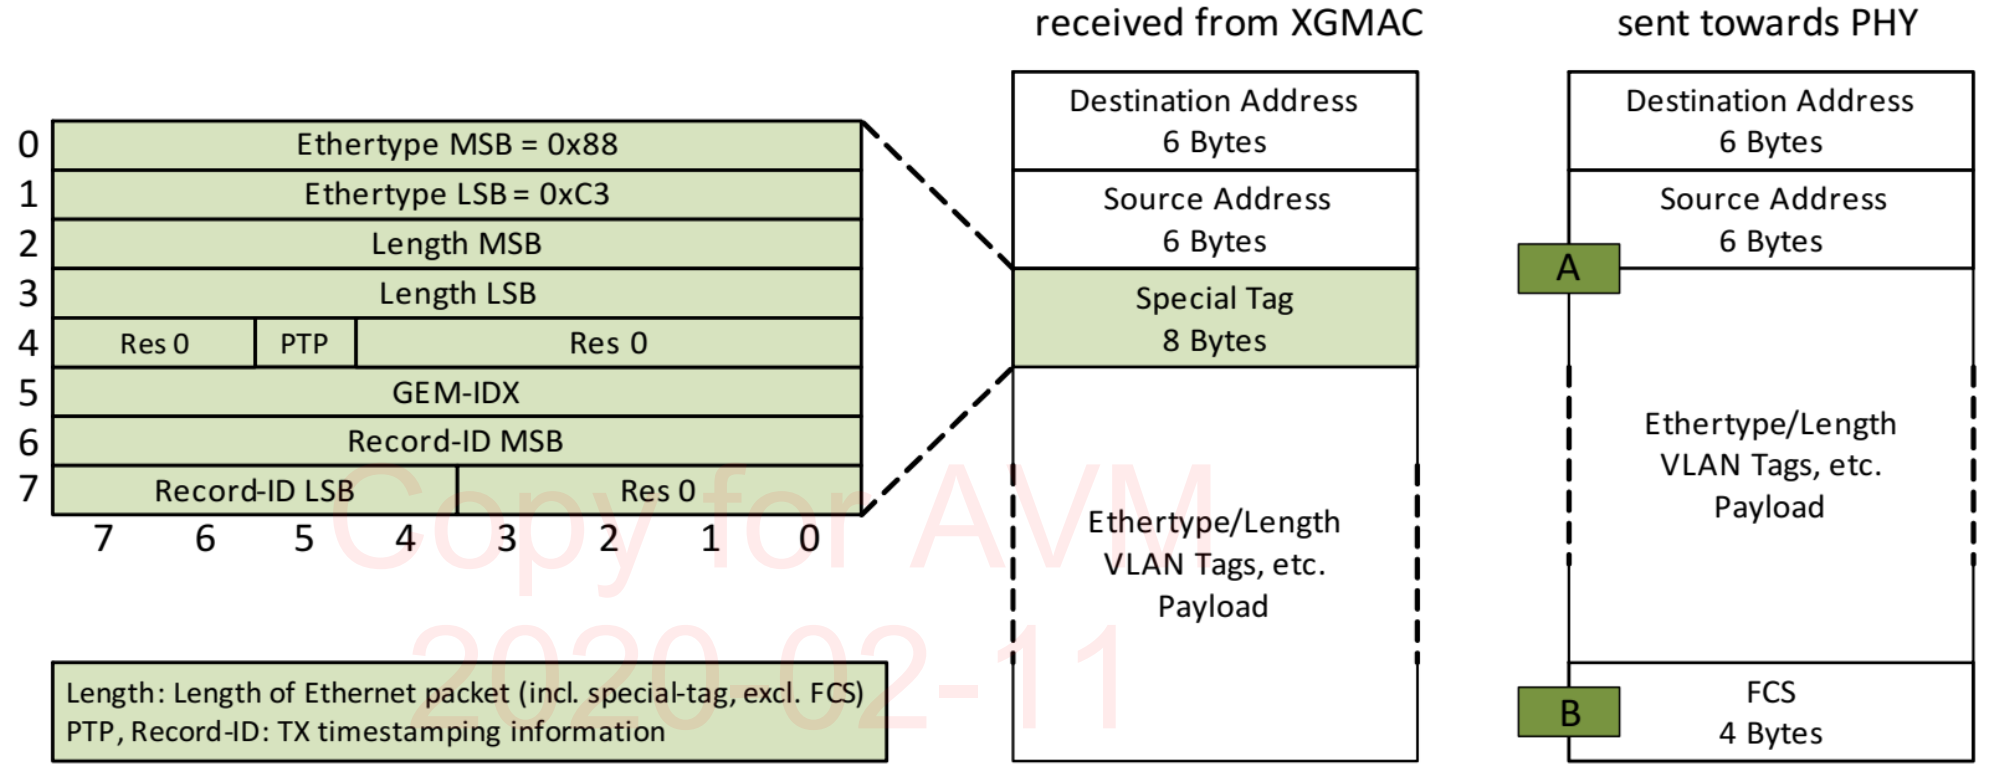 received from XGMAC
sent towards PHY
0 Ethertype MSB = 0x88
1 Ethertype LSB = 0xC3
2 Length MSB
3 Length LSB
4 Res 0 PTP Res 0
5 GEM-IDX
6 Record-ID MSB
7 Record-ID LSB Res 0
7 6 5 4 3 2 1 0
Length: Length of Ethernet packet (incl. special-tag, excl. FCS)
PTP, Record-ID: TX timestamping information
Destination Address
6 Bytes
Source Address
6 Bytes
Special Tag
8 Bytes
Ethertype/Length
VLAN Tags, etc.
Payload
Destination Address
6 Bytes
Source Address
6 Bytes
A
Ethertype/Length
VLAN Tags, etc.
Payload
B
FCS
4 Bytes
Copy for AVM
2020-02-11